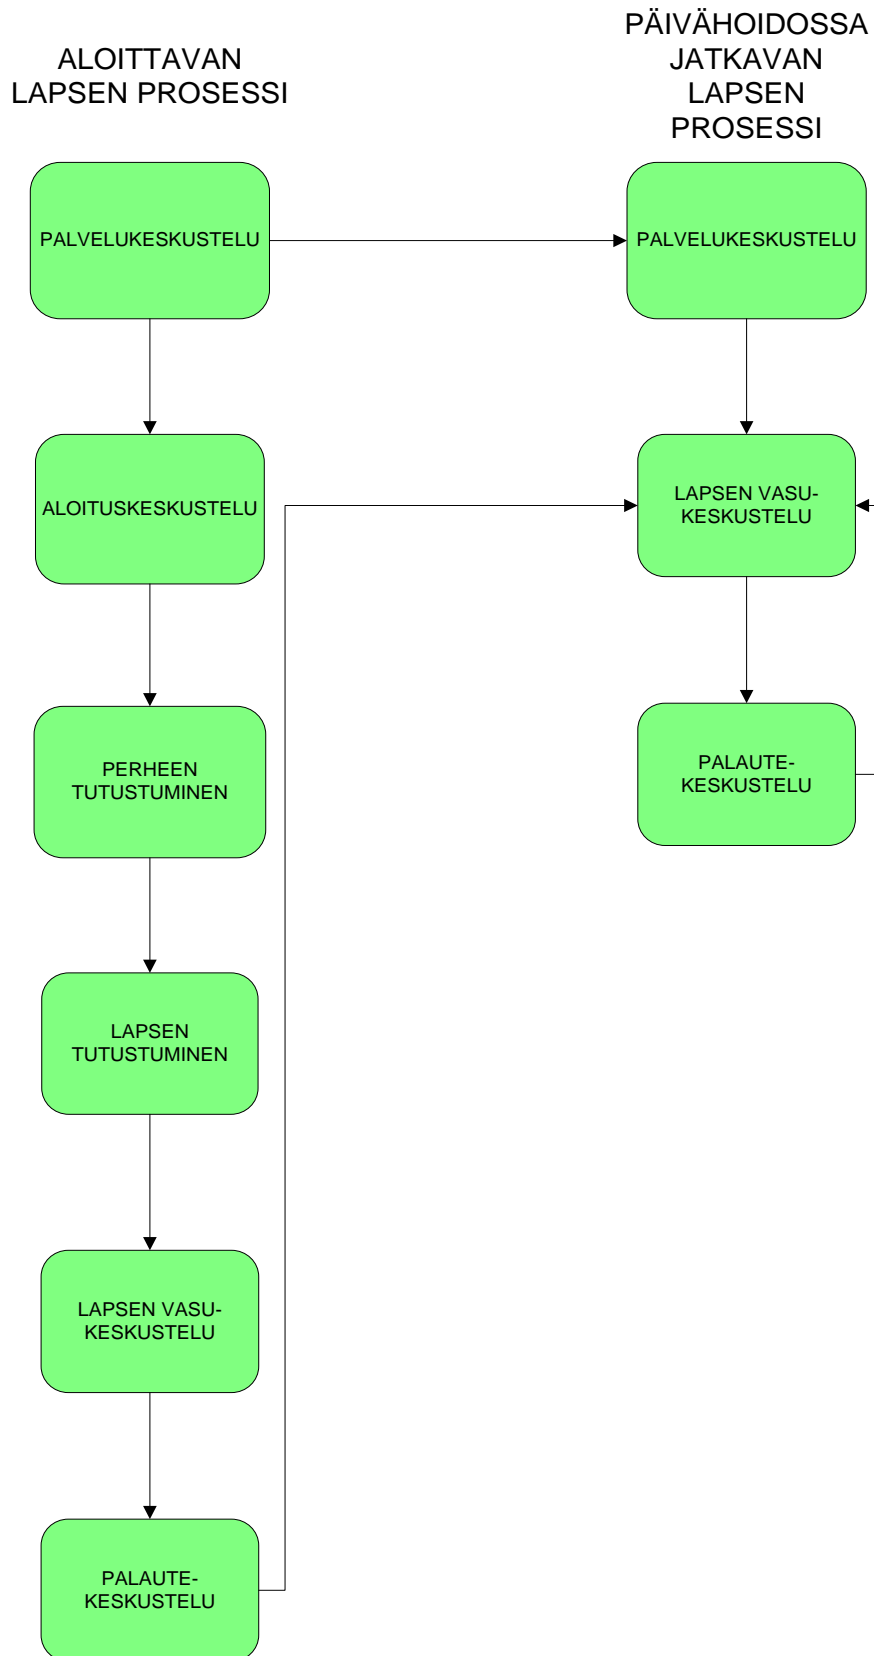 ALOITTAVAN
LAPSEN PROSESSI
PALVELUKESKUSTELU
ALOITUSKESKUSTELU
PERHEEN
TUTUSTUMINEN
LAPSEN
TUTUSTUMINEN
LAPSEN VASU-
KESKUSTELU
PALAUTE-
KESKUSTELU
PÄIVÄHOIDOSSA
JATKAVAN
LAPSEN
PROSESSI
PALVELUKESKUSTELU
LAPSEN VASU-
KESKUSTELU
PALAUTE-
KESKUSTELU